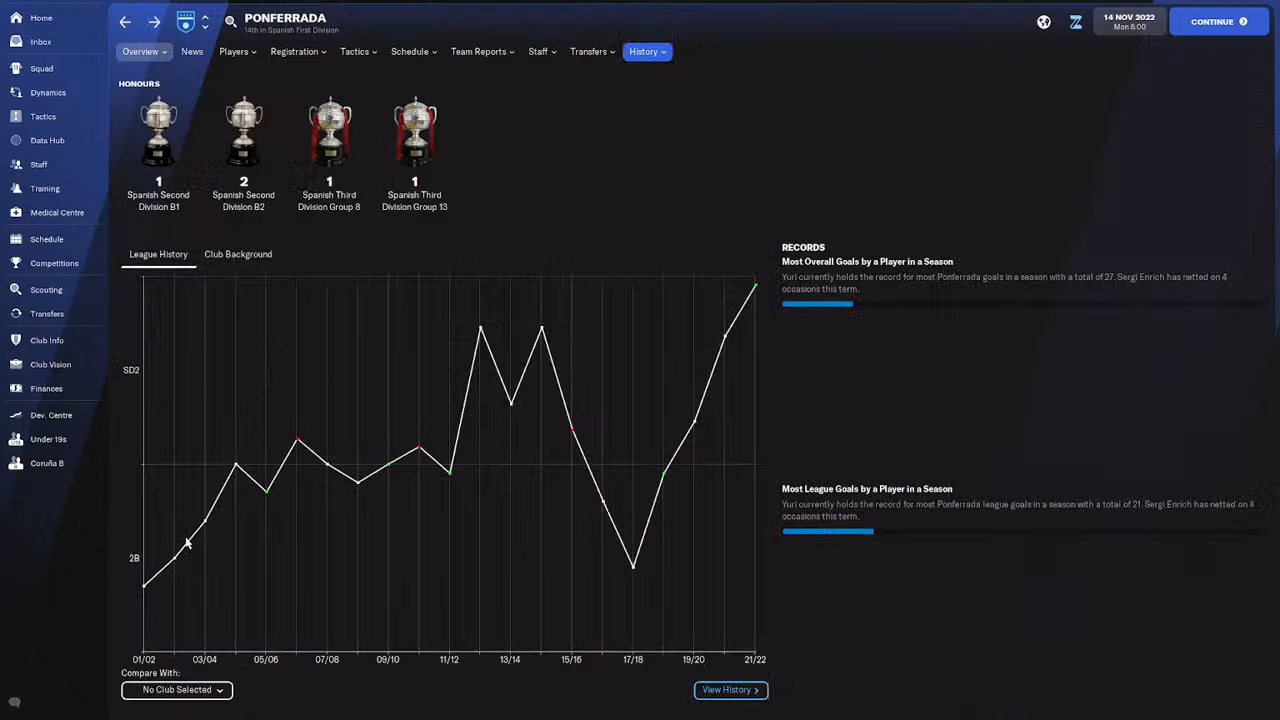 Home
Inbox
Squad
Dynamics
Tactics
Data Hub
Staff
Training
Medical Centre
Schedule
Competitions
Scouting
Transfers
Club Info
Club Vision
Finances
Dev. Centre
Under 19s
Coruña B
PONFERRADA
14th in Spanish First Division
14 NOV 2022
Mon 8:00
CONTINUE
Overview
News
Players
Registration
Tactics
Schedule
Team Reports
Staff
Transfers
History
HONOURS
1
Spanish Second
Division B1
2
Spanish Second
Division B2
1
Spanish Third
Division Group 8
1
Spanish Third
Division Group 13
League History
Club Background
SD2
2B
01/02 03/04 05/06 07/08 09/10 11/12 13/14 15/16 17/18 19/20 21/22
Compare With:
No Club Selected
View History
RECORDS
Most Overall Goals by a Player in a Season
Yuri currently holds the record for most Ponferrada goals in a season with a total of 27. Sergi Enrich has netted on 4
occasions this term.
Most League Goals by a Player in a Season
Yuri currently holds the record for most Ponferrada league goals in a season with a total of 21. Sergi Enrich has netted on 4
occasions this term.